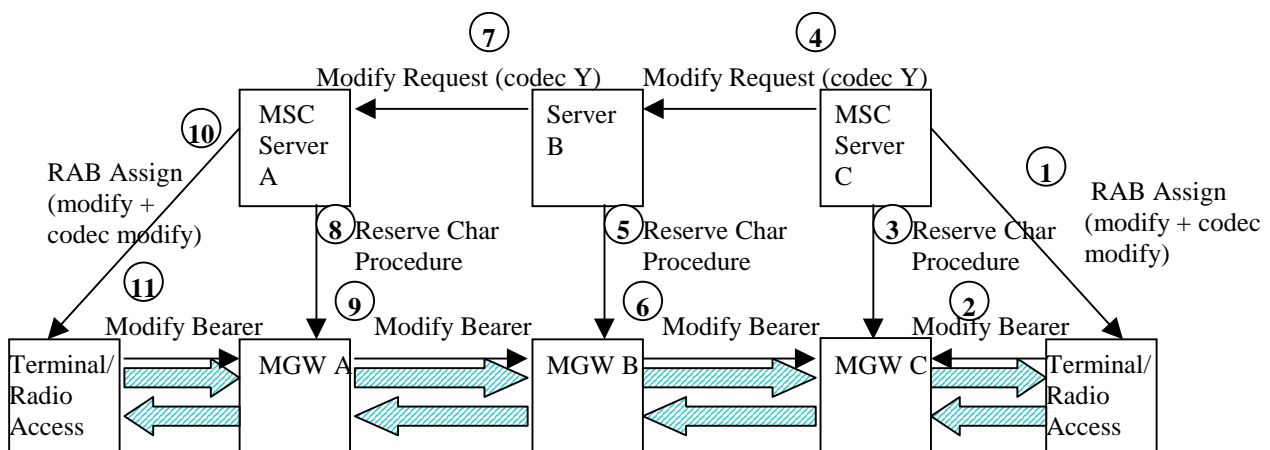 7
4
Modify Request (codec Y)
Modify Request (codec Y)
10
MSC
Server
A
Server
B
MSC
Server
C
1
RAB Assign
(modify +
codec modify)
RAB Assign
(modify + codec
modify)
8
Reserve Char
Procedure
5
Reserve Char
Procedure
3
Reserve Char
Procedure
11
9
6
2
Modify Bearer
Modify Bearer
Modify Bearer
Modify Bearer
Terminal/
Radio
Access
MGW A
MGW B
MGW C
Terminal/
Radio
Access